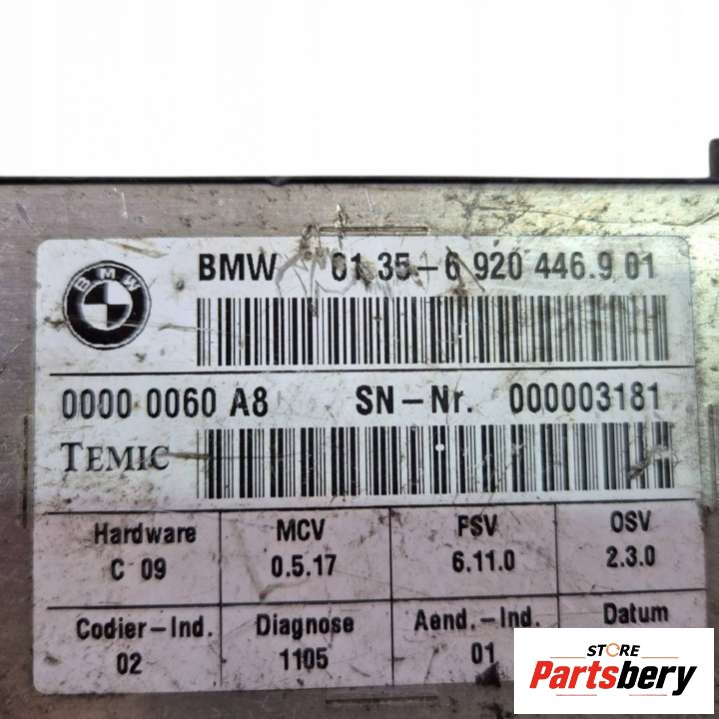 BMW
BMW 01 35-6 920 446.9 01
0000 0060 A8 SN-Nr. 000003181
TEMIC
Hardware MCV FSV OSV
C 09 0.5.17 6.11.0 2.3.0
Codier-Ind. Diagnose Aend.-Ind. Datum
02 1105 01
STORE
Partsbery